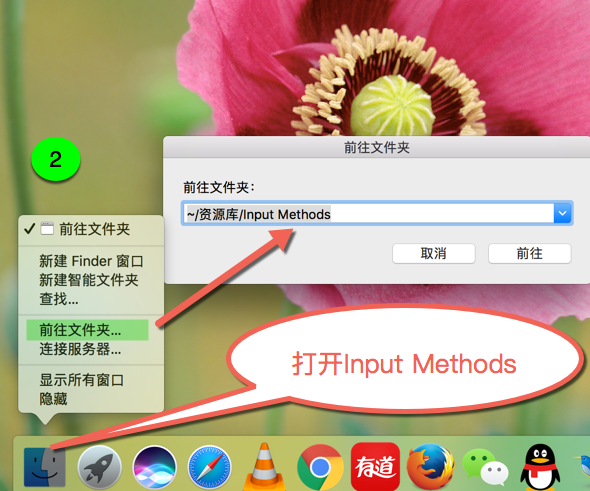 前往文件夹
2
前往文件夹：
~/资源库/Input Methods
取消
前往
✓ 前往文件夹
新建 Finder 窗口
新建智能文件夹
查找...
前往文件夹...
连接服务器...
显示所有窗口
隐藏
打开Input Methods
有道